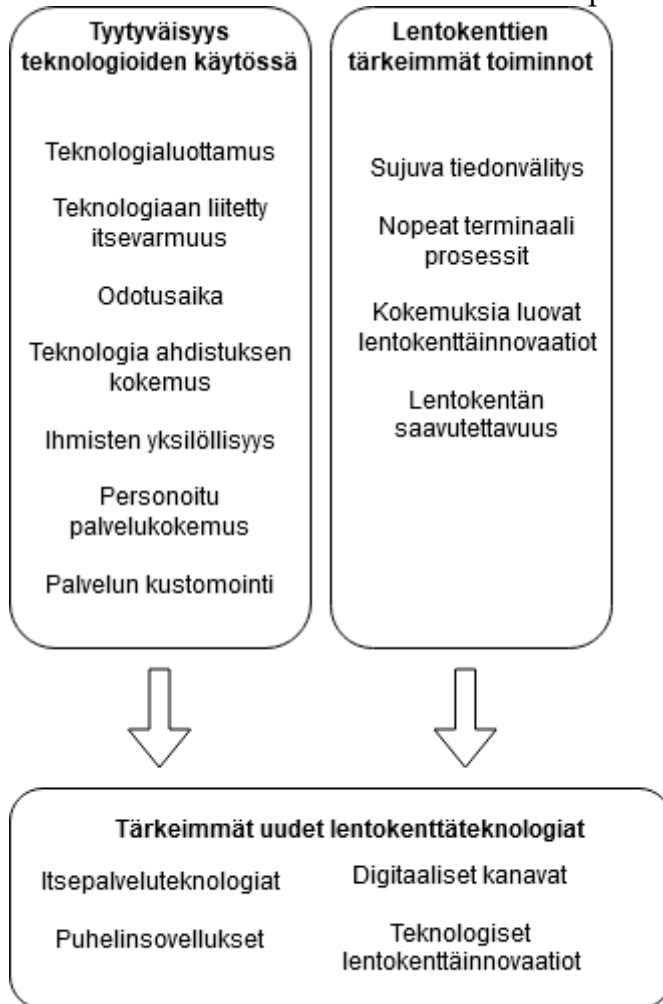 Tyytyväisyys
teknologioiden käytössä
Teknologialuottamus
Teknologiaan liitetty
itsevarmuus
Odotusaika
Teknologia ahdistuksen
kokemus
Ihmisten yksilöllisyys
Personoitu
palvelukokemus
Palvelun kustomointi
Lentokenttien
tärkeimmät toiminnot
Sujuva tiedonvälitys
Nopeat terminaali
prosessit
Kokemuksia luovat
lentokenttäinnovaatiot
Lentokentän
saavutettavuus
Tärkeimmät uudet lentokenttäteknologiat
Itsepalveluteknologiat
Digitaaliset kanavat
Puhelinsovellukset
Teknologiset
lentokenttäinnovaatiot